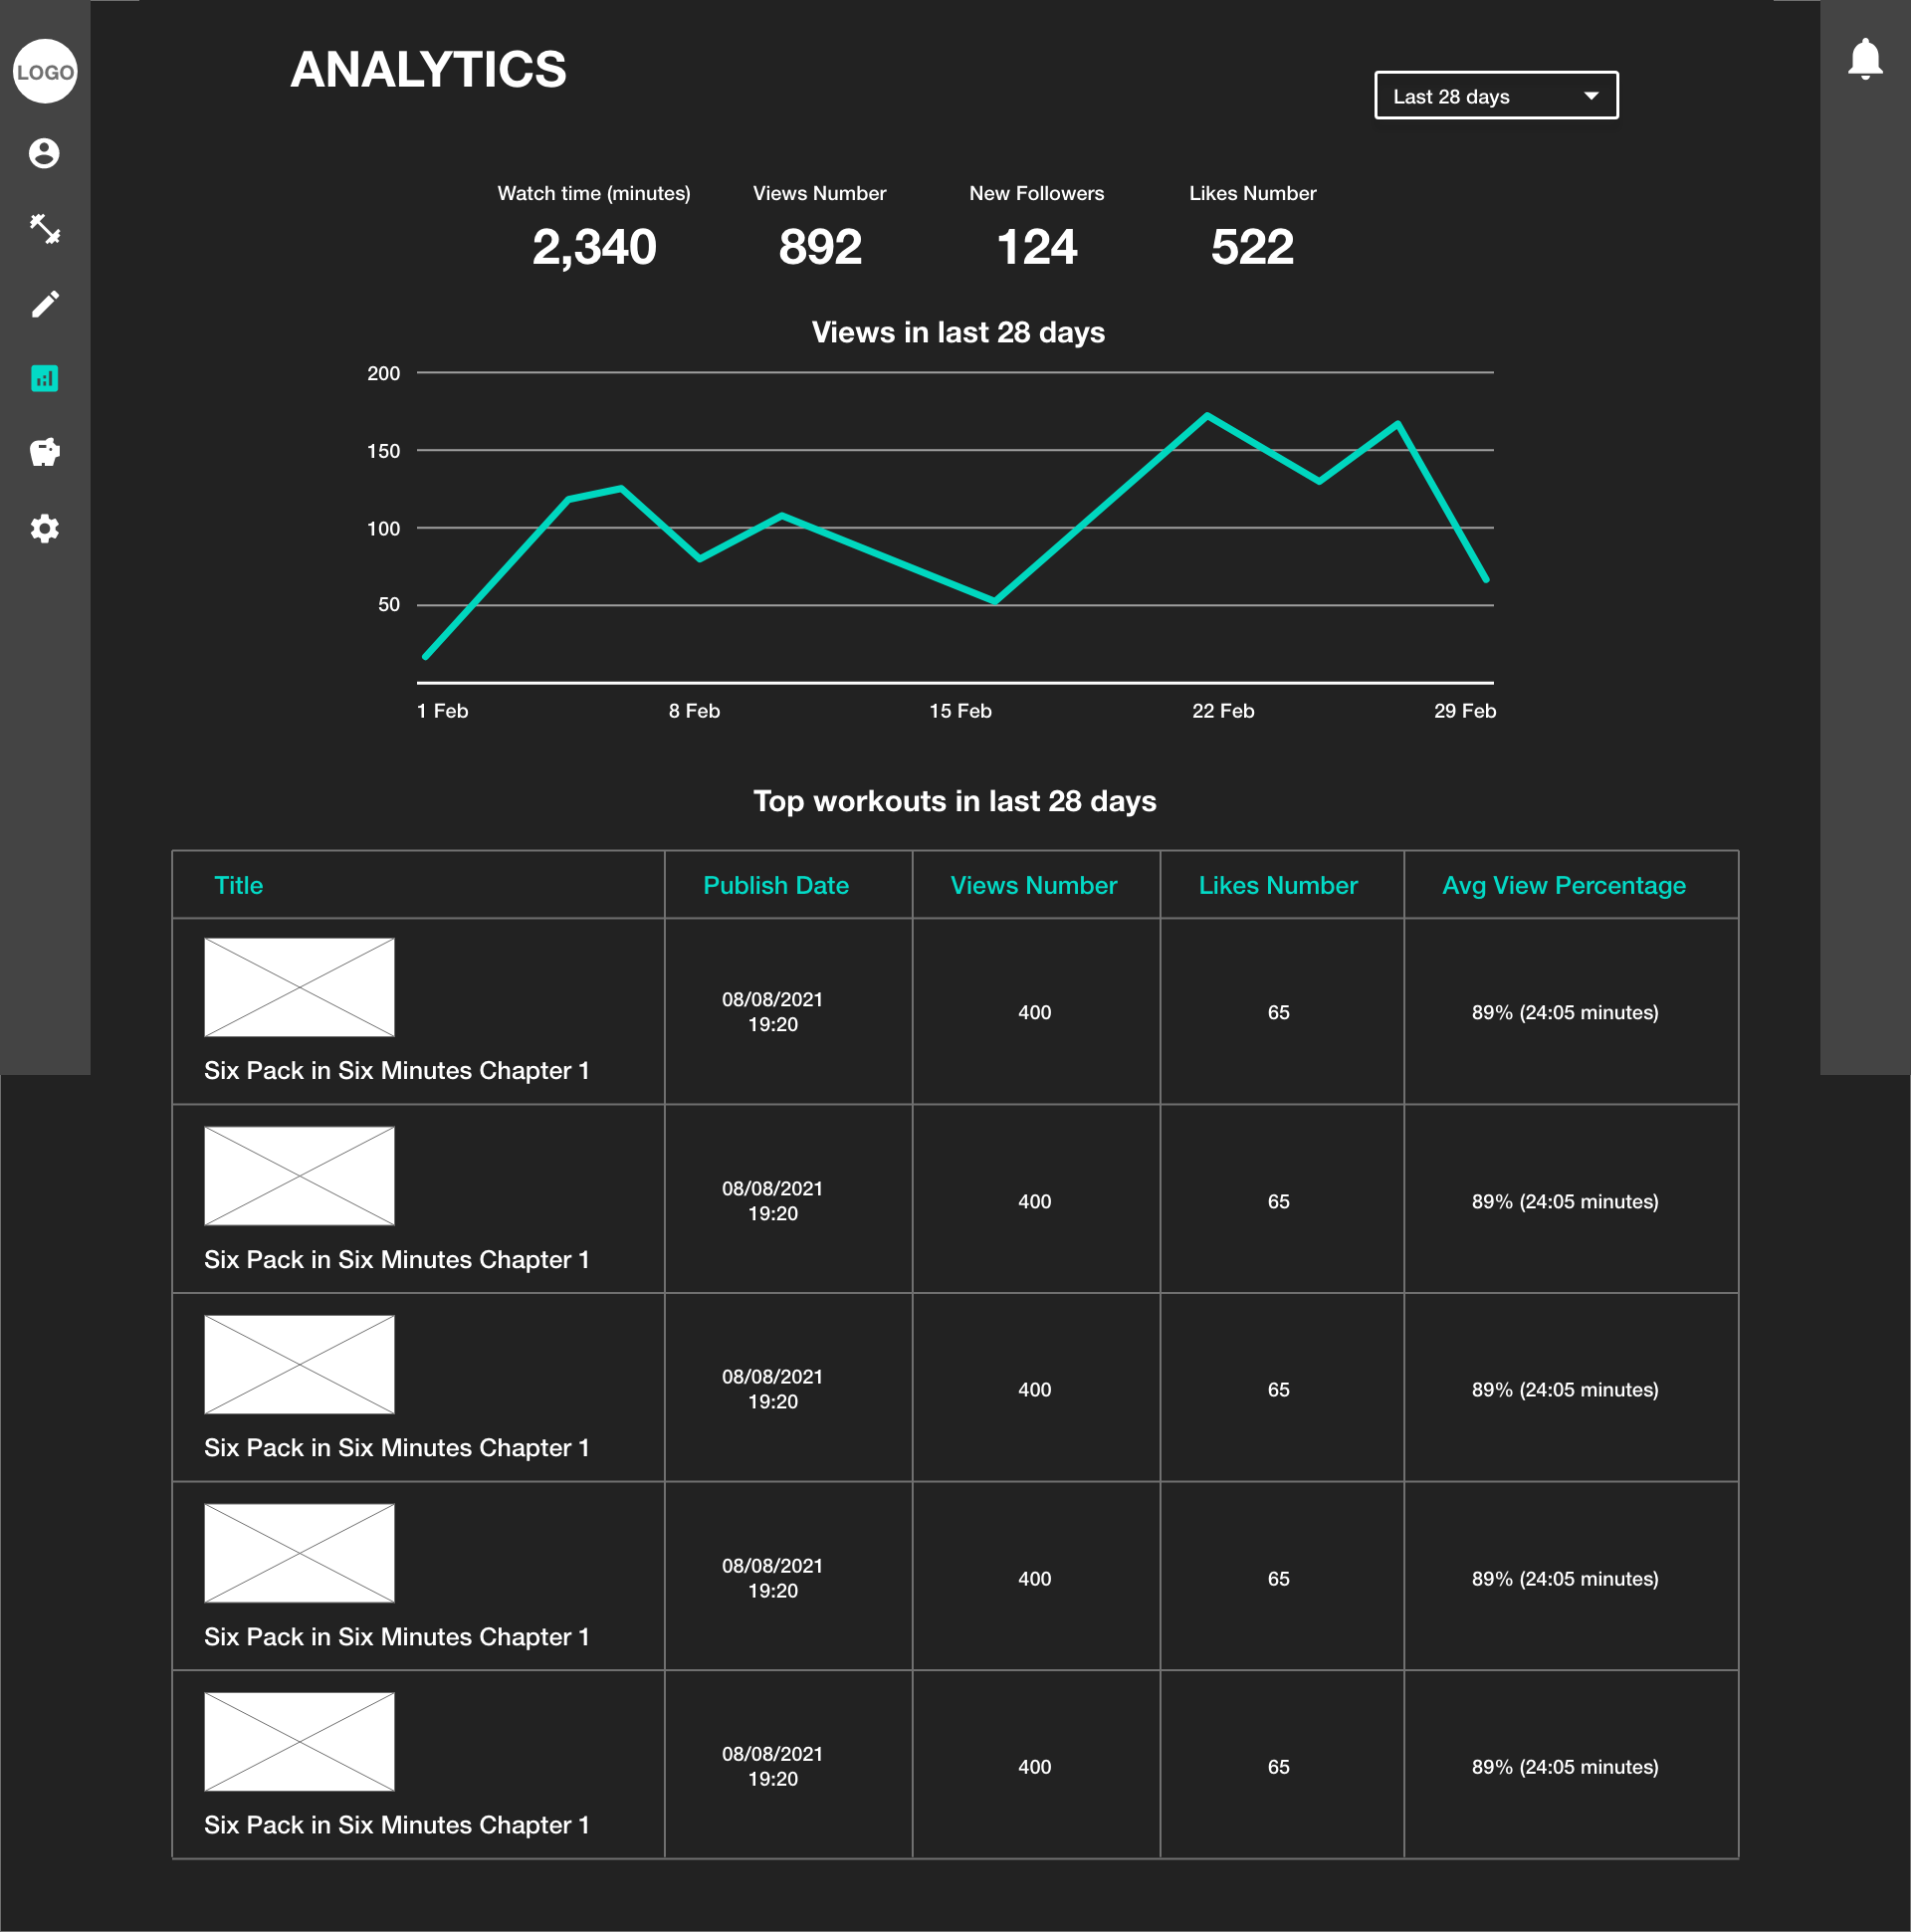 LOGO
ANALYTICS
Last 28 days
Watch time (minutes) Views Number New Followers Likes Number
2,340 892 124 522
Views in last 28 days
200
150
100
50
1 Feb 8 Feb 15 Feb 22 Feb 29 Feb
Top workouts in last 28 days
Title Publish Date Views Number Likes Number Avg View Percentage
08/08/2021
19:20
400 65 89% (24:05 minutes)
Six Pack in Six Minutes Chapter 1
08/08/2021
19:20
400 65 89% (24:05 minutes)
Six Pack in Six Minutes Chapter 1
08/08/2021
19:20
400 65 89% (24:05 minutes)
Six Pack in Six Minutes Chapter 1
08/08/2021
19:20
400 65 89% (24:05 minutes)
Six Pack in Six Minutes Chapter 1
08/08/2021
19:20
400 65 89% (24:05 minutes)
Six Pack in Six Minutes Chapter 1